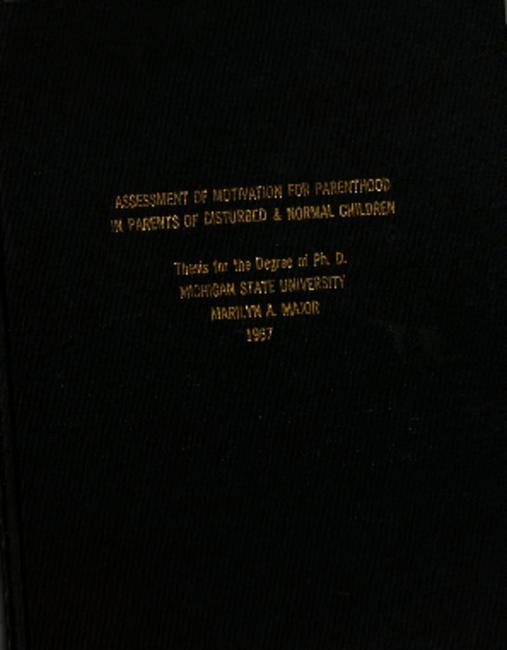 ASSESSMENT OF MOTIVATION FOR PARENTHOOD
IN PARENTS OF DISTURBED & NORMAL CHILDREN
Thesis for the Degree of Ph. D.
MICHIGAN STATE UNIVERSITY
MARILYN A. MAJOR
1967